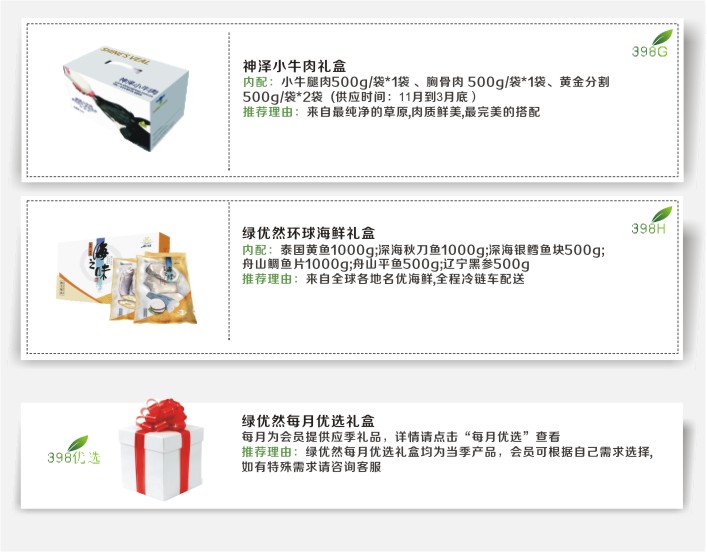 398G
SHINE'S VEAL
神泽小牛肉
神泽小牛肉礼盒
内配：小牛腿肉500g/袋*1袋 、胸骨肉 500g/袋*1袋、黄金分割
500g/袋*2袋（供应时间：11月到3月底 ）
推荐理由：来自最纯净的草原,肉质鲜美,最完美的搭配
398H
海之味
绿优然环球海鲜礼盒
内配：泰国黄鱼1000g;深海秋刀鱼1000g;深海银鳕鱼块500g;
舟山鲷鱼片1000g;舟山平鱼500g;辽宁黑参500g
推荐理由：来自全球各地名优海鲜,全程冷链车配送
398优选
绿优然每月优选礼盒
每月为会员提供应季礼品，详情请点击“每月优选”查看
推荐理由：绿优然每月优选礼盒均为当季产品，会员可根据自己需求选择,
如有特殊需求请咨询客服